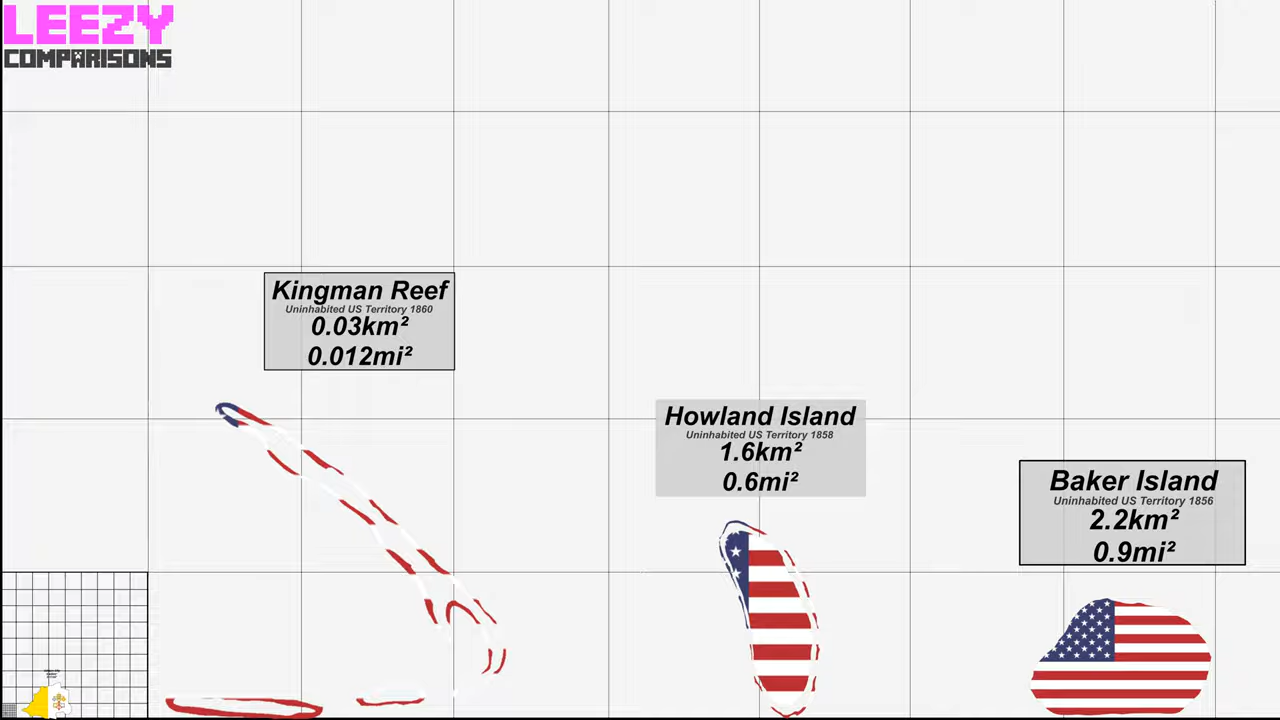 LEEZY
COMPARISONS
Kingman Reef
Uninhabited US Territory 1860
0.03km²
0.012mi²
Howland Island
Uninhabited US Territory 1858
1.6km²
0.6mi²
Baker Island
Uninhabited US Territory 1856
2.2km²
0.9mi²